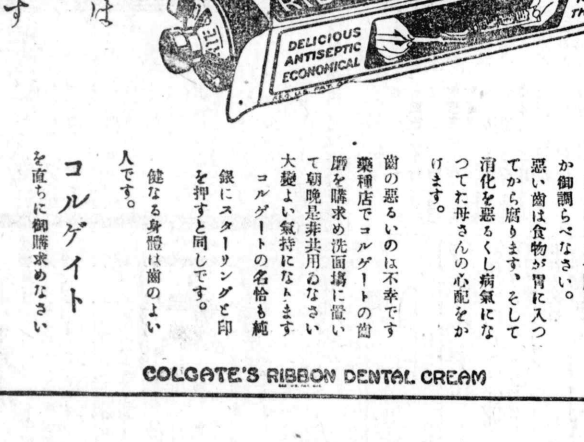 す
は
DELICIOUS
ANTISEPTIC
ECONOMICAL
か御調らべなさい。
惡い歯は食物が胃に入つ
てから腐ります、そして
消化を惡るくし病氣にな
つてお母さんの心配をか
けます。
歯の惡るいのは不幸です
藥種店でコルゲートの歯
磨を購求め洗面塲に置い
て朝晩是非共用ゐなさい
大變よい氣持になります
コルゲートの名恰も純
銀にスターリングと印
を押すと同じです。
健なる身體は歯のよい
人です。
コルゲイト
を直ちに御購求めなさい
COLGATE'S RIBBON DENTAL CREAM